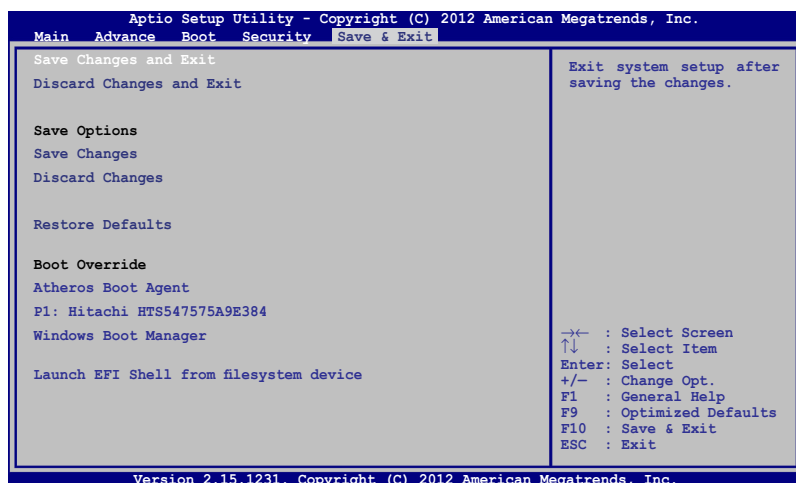 Aptio Setup Utility - Copyright (C) 2012 American Megatrends, Inc.
Main Advance Boot Security Save & Exit
Save Changes and Exit
Discard Changes and Exit
Save Options
Save Changes
Discard Changes
Restore Defaults
Boot Override
Atheros Boot Agent
P1: Hitachi HTS547575A9E384
Windows Boot Manager
Launch EFI Shell from filesystem device
Exit system setup after
saving the changes.
→← : Select Screen
↑↓ : Select Item
Enter: Select
+/— : Change Opt.
F1 : General Help
F9 : Optimized Defaults
F10 : Save & Exit
ESC : Exit
Version 2.15.1231. Copyright (C) 2012 American Megatrends, Inc.